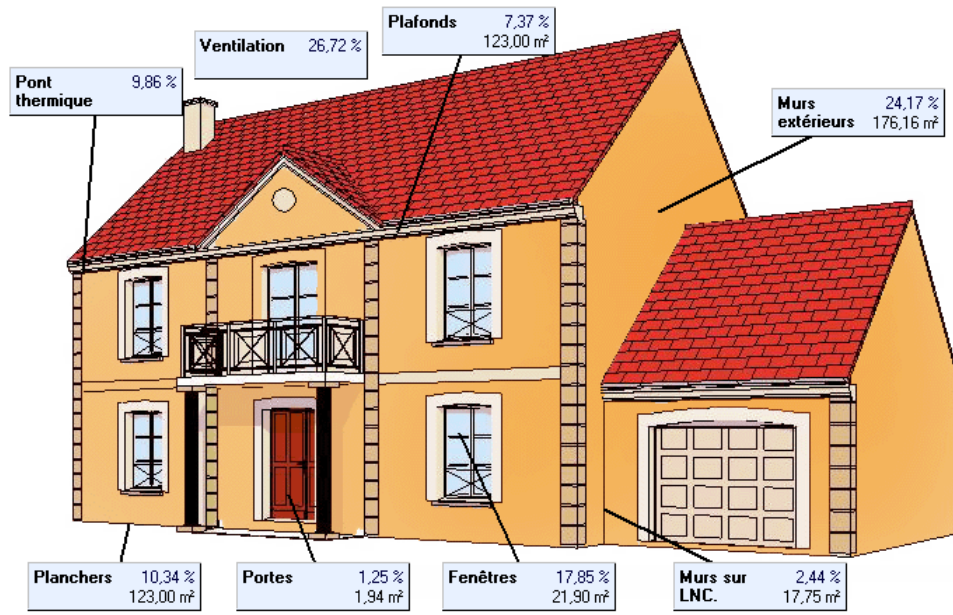 Plafonds 7,37 %
123,00 m²
Ventilation 26,72 %
Pont 9,86 %
thermique
Murs 24,17 %
extérieurs 176,16 m²
Planchers 10,34 %
123,00 m²
Portes 1,25 %
1,94 m²
Fenêtres 17,85 %
21,90 m²
Murs sur 2,44 %
LNC. 17,75 m²